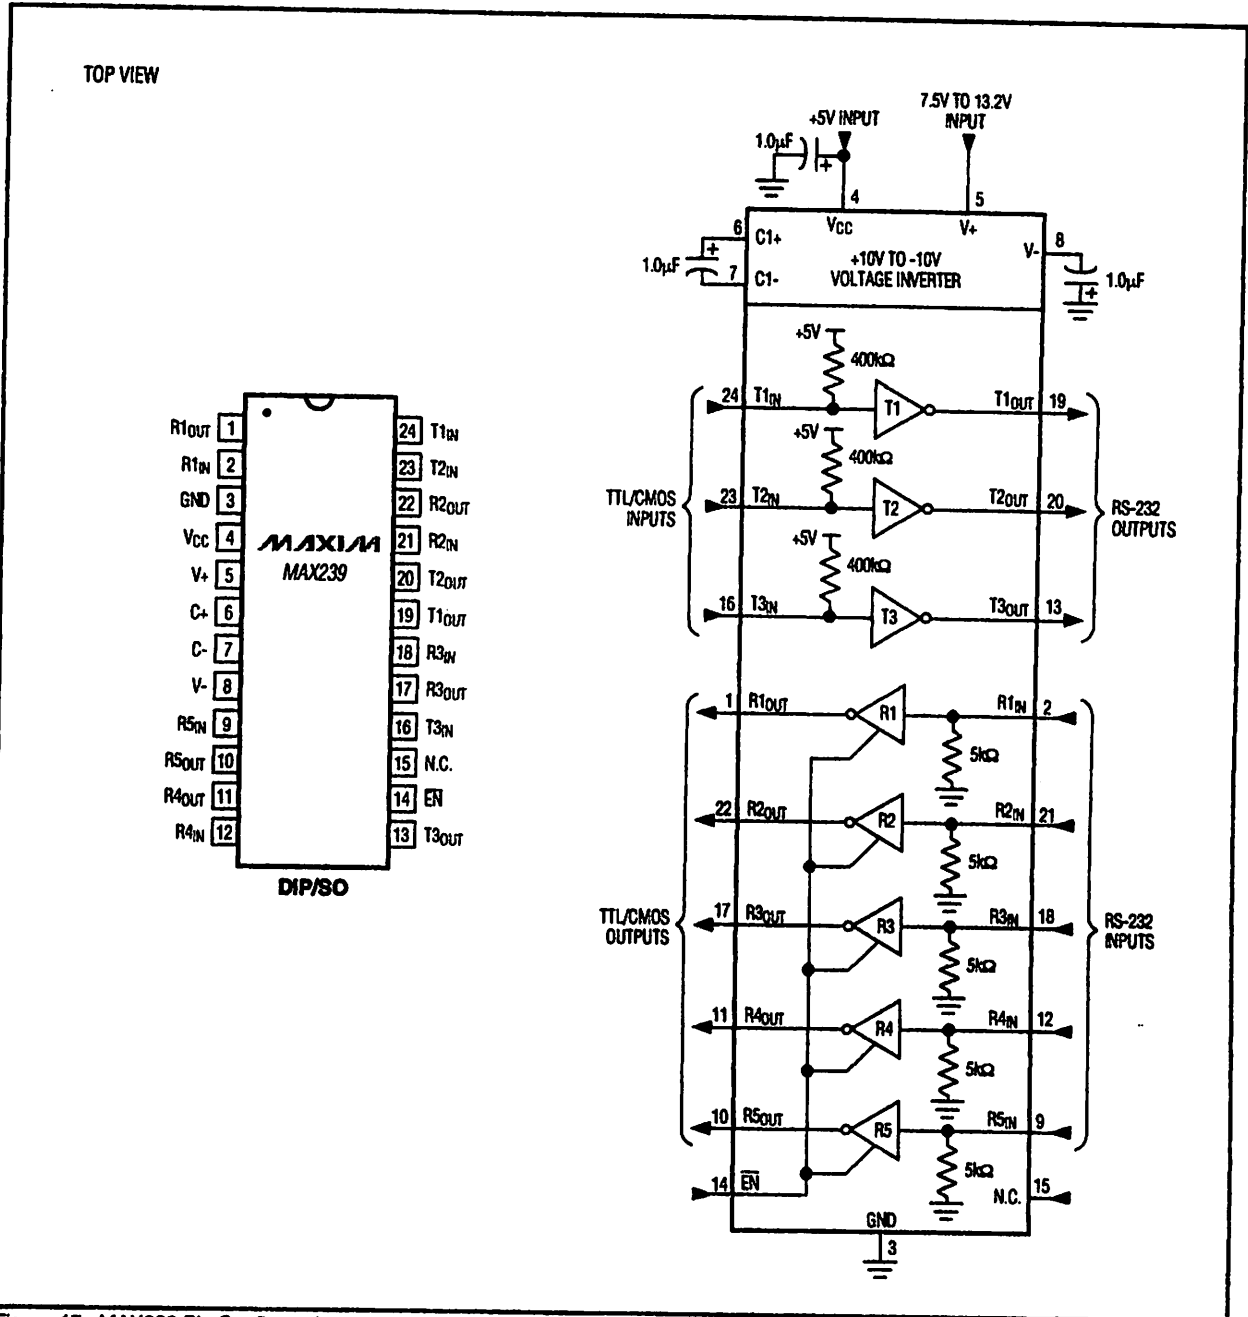 TOP VIEW
+5V INPUT
7.5V TO 13.2V
INPUT
1.0µF
4
5
VCC
V+
6
C1+
1.0µF
7
C1-
+10V TO -10V
VOLTAGE INVERTER
V-
8
1.0µF
+5V
400kΩ
24
T1IN
T1
T1OUT
19
+5V
400kΩ
TTL/CMOS
INPUTS
23
T2IN
T2
T2OUT
20
RS-232
OUTPUTS
+5V
400kΩ
16
T3IN
T3
T3OUT
13
1
R1OUT
R1
R1IN
2
5kΩ
22
R2OUT
R2
R2IN
21
5kΩ
TTL/CMOS
OUTPUTS
17
R3OUT
R3
R3IN
18
RS-232
INPUTS
5kΩ
11
R4OUT
R4
R4IN
12
5kΩ
10
R5OUT
R5
R5IN
9
5kΩ
14
EN
N.C.
15
GND
3
R1OUT 1
R1IN 2
GND 3
VCC 4
V+ 5
C+ 6
C- 7
V- 8
R5IN 9
R5OUT 10
R4OUT 11
R4IN 12
MAXIM
MAX239
24 T1IN
23 T2IN
22 R2OUT
21 R2IN
20 T2OUT
19 T1OUT
18 R3IN
17 R3OUT
16 T3IN
15 N.C.
14 EN
13 T3OUT
DIP/SO